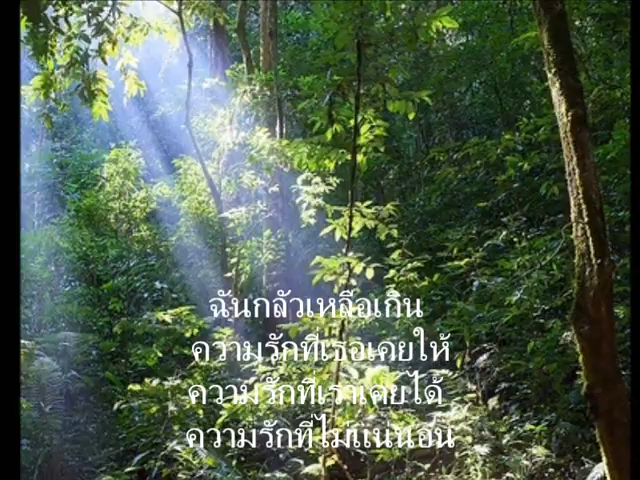 ฉันกลัวเหลือเกิน
ความรักที่เธอเคยให้
ความรักที่เราเคยได้
ความรักที่ไม่แน่นอน